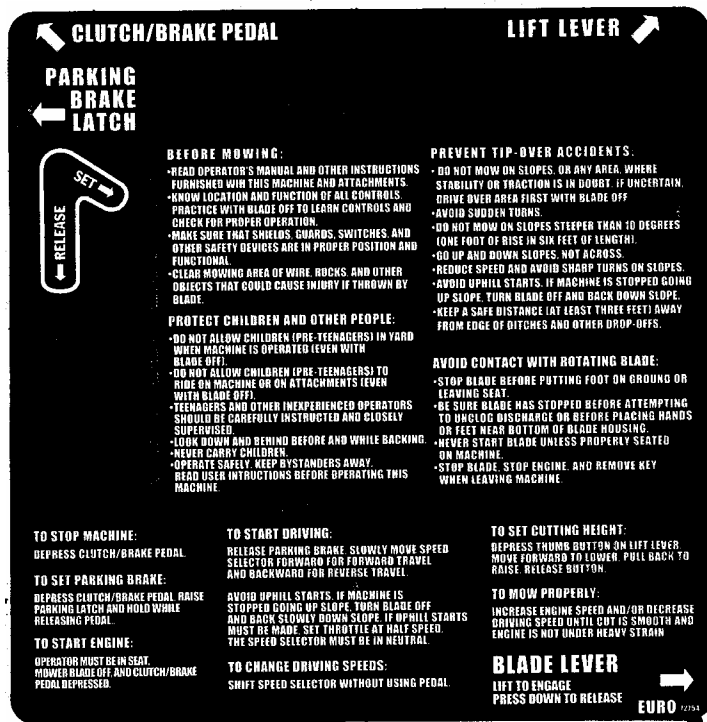 CLUTCH/BRAKE PEDAL
LIFT LEVER
PARKING
BRAKE
LATCH
SET
RELEASE
BEFORE MOWING:
•READ OPERATOR'S MANUAL AND OTHER INSTRUCTIONS
FURNISHED WIH THIS MACHINE AND ATTACHMENTS.
•KNOW LOCATION AND FUNCTION OF ALL CONTROLS.
PRACTICE WITH BLADE OFF TO LEARN CONTROLS AND
CHECK FOR PROPER OPERATION.
•MAKE SURE THAT SHIELDS, GUARDS, SWITCHES, AND
OTHER SAFETY DEVICES ARE IN PROPER POSITION AND
FUNCTIONAL.
•CLEAR MOWING AREA OF WIRE, ROCKS, AND OTHER
OBJECTS THAT COULD CAUSE INJURY IF THROWN BY
BLADE.
PROTECT CHILDREN AND OTHER PEOPLE:
•DO NOT ALLOW CHILDREN (PRE-TEENAGERS) IN YARD
WHEN MACHINE IS OPERATED (EVEN WITH
BLADE OFF).
•DO NOT ALLOW CHILDREN (PRE-TEENAGERS) TO
RIDE ON MACHINE OR ON ATTACHMENTS (EVEN
WITH BLADE OFF).
•TEENAGERS AND OTHER INEXPERIENCED OPERATORS
SHOULD BE CAREFULLY INSTRUCTED AND CLOSELY
SUPERVISED.
•LOOK DOWN AND BEHIND BEFORE AND WHILE BACKING.
•NEVER CARRY CHILDREN.
•OPERATE SAFELY. KEEP BYSTANDERS AWAY.
READ USER INTRUCTIONS BEFORE OPERATING THIS
MACHINE.
PREVENT TIP-OVER ACCIDENTS:
• DO NOT MOW ON SLOPES, OR ANY AREA, WHERE
STABILITY OR TRACTION IS IN DOUBT. IF UNCERTAIN,
DRIVE OVER AREA FIRST WITH BLADE OFF
•AVOID SUDDEN TURNS.
•DO NOT MOW ON SLOPES STEEPER THAN 10 DEGREES
(ONE FOOT OF RISE IN SIX FEET OF LENGTH).
•GO UP AND DOWN SLOPES, NOT ACROSS.
•REDUCE SPEED AND AVOID SHARP TURNS ON SLOPES.
•AVOID UPHILL STARTS. IF MACHINE IS STOPPED GOING
UP SLOPE, TURN BLADE OFF AND BACK DOWN SLOPE.
•KEEP A SAFE DISTANCE (AT LEAST THREE FEET) AWAY
FROM EDGE OF DITCHES AND OTHER DROP-OFFS.
AVOID CONTACT WITH ROTATING BLADE:
•STOP BLADE BEFORE PUTTING FOOT ON GROUND OR
LEAVING SEAT.
•BE SURE BLADE HAS STOPPED BEFORE ATTEMPTING
TO UNCLOG DISCHARGE OR BEFORE PLACING HANDS
OR FEET NEAR BOTTOM OF BLADE HOUSING.
•NEVER START BLADE UNLESS PROPERLY SEATED
ON MACHINE.
•STOP BLADE, STOP ENGINE, AND REMOVE KEY
WHEN LEAVING MACHINE.
TO STOP MACHINE:
DEPRESS CLUTCH/BRAKE PEDAL.
TO SET PARKING BRAKE:
DEPRESS CLUTCH/BRAKE PEDAL, RAISE
PARKING LATCH AND HOLD WHILE
RELEASING PEDAL.
TO START ENGINE:
OPERATOR MUST BE IN SEAT.
MOWER BLADE OFF, AND CLUTCH/BRAKE
PEDAL DEPRESSED.
TO START DRIVING:
RELEASE PARKING BRAKE. SLOWLY MOVE SPEED
SELECTOR FORWARD FOR FORWARD TRAVEL
AND BACKWARD FOR REVERSE TRAVEL.
AVOID UPHILL STARTS. IF MACHINE IS
STOPPED GOING UP SLOPE, TURN BLADE OFF
AND BACK SLOWLY DOWN SLOPE. IF UPHILL STARTS
MUST BE MADE, SET THROTTLE AT HALF SPEED.
THE SPEED SELECTOR MUST BE IN NEUTRAL.
TO CHANGE DRIVING SPEEDS:
SHIFT SPEED SELECTOR WITHOUT USING PEDAL.
TO SET CUTTING HEIGHT:
DEPRESS THUMB BUTTON ON LIFT LEVER.
MOVE FORWARD TO LOWER, PULL BACK TO
RAISE. RELEASE BUTTON.
TO MOW PROPERLY:
INCREASE ENGINE SPEED AND/OR DECREASE
DRIVING SPEED UNTIL CUT IS SMOOTH AND
ENGINE IS NOT UNDER HEAVY STRAIN
BLADE LEVER
LIFT TO ENGAGE
PRESS DOWN TO RELEASE
EURO 72754